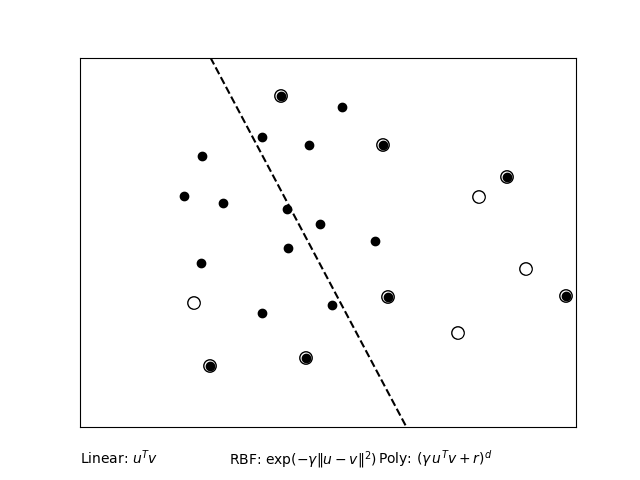 Linear: $u^T v$ RBF: $\exp(-\gamma \|u - v\|^2)$ Poly: $(\gamma\, u^T v + r)^d$